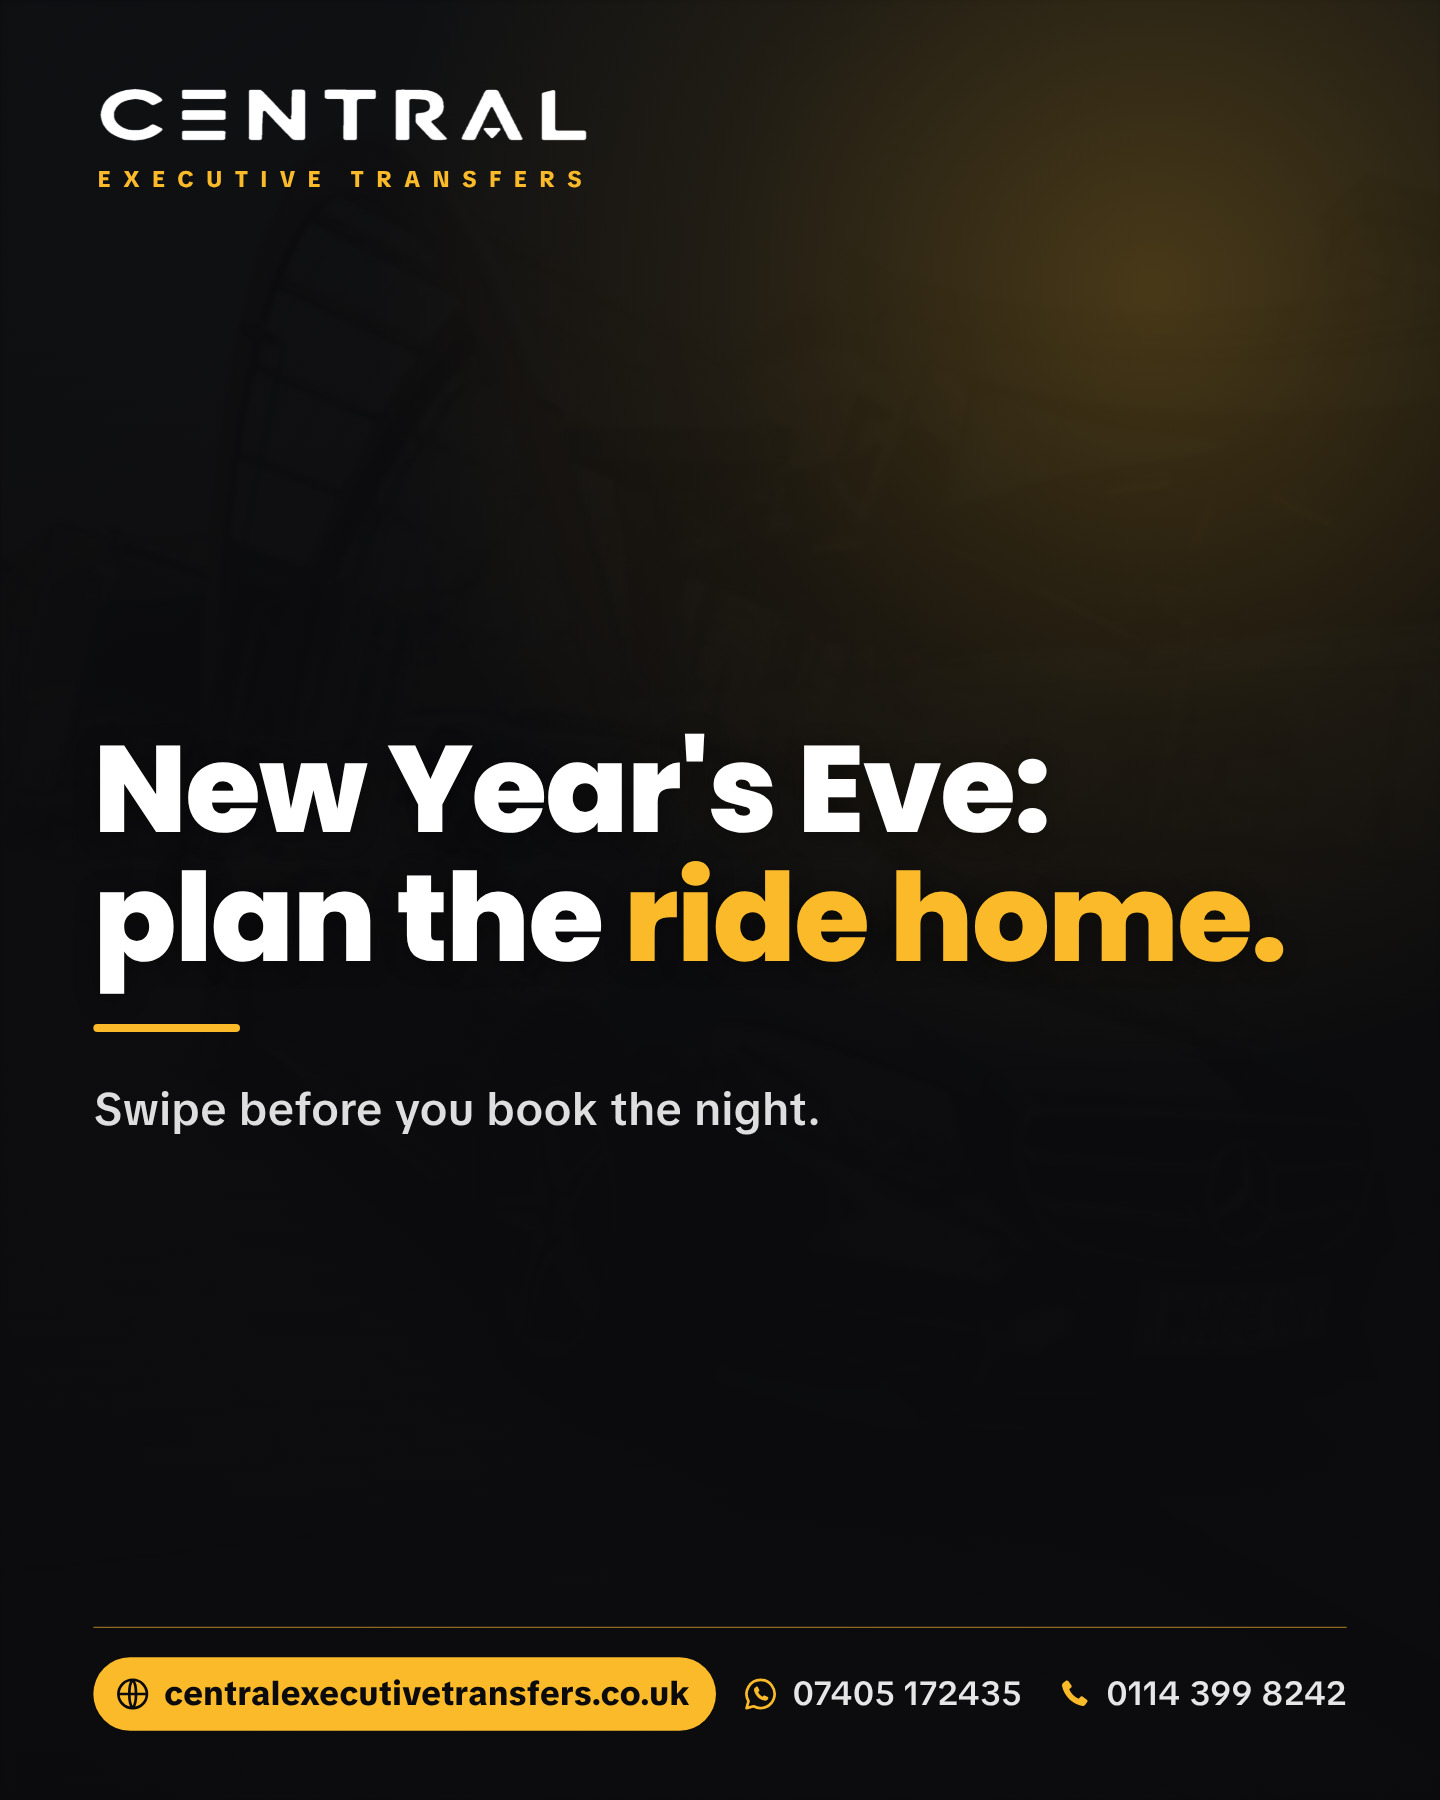 CENTRAL
EXECUTIVE TRANSFERS
New Year's Eve:
plan the ride home.
Swipe before you book the night.
centralexecutivetransfers.co.uk 07405 172435 0114 399 8242